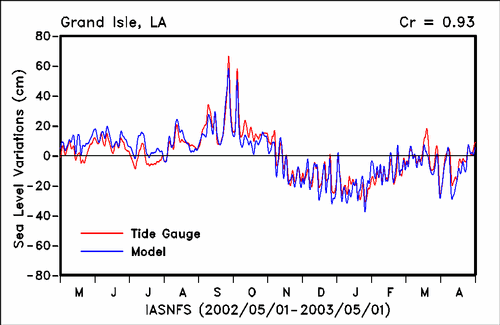 Grand Isle, LA
Cr = 0.93
Sea Level Variations (cm)
80
60
40
20
0
-20
-40
-60
-80
Tide Gauge
Model
M J J A S O N D J F M A
IASNFS (2002/05/01-2003/05/01)